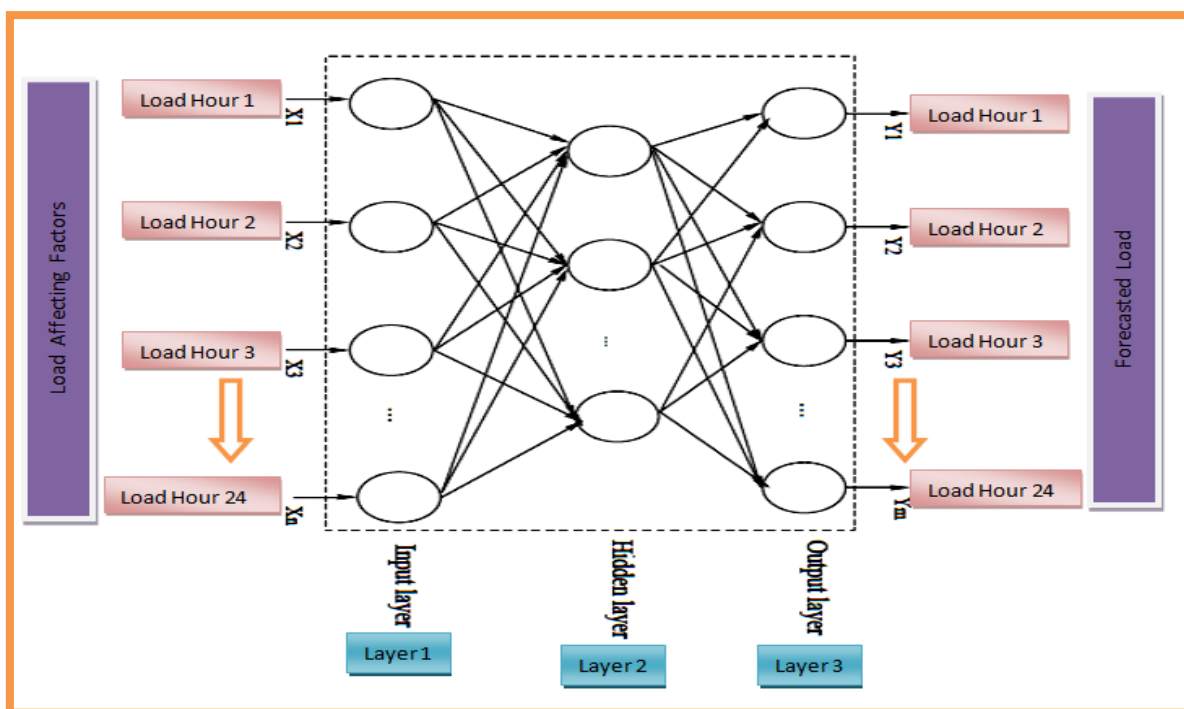 Load Affecting Factors
Load Hour 1
X1
Load Hour 2
X2
Load Hour 3
X3
...
Load Hour 24
Xn
...
Y1
Load Hour 1
Y2
Load Hour 2
Y3
Load Hour 3
...
Ym
Load Hour 24
Forecasted Load
Input layer
Hidden layer
Output layer
Layer 1
Layer 2
Layer 3